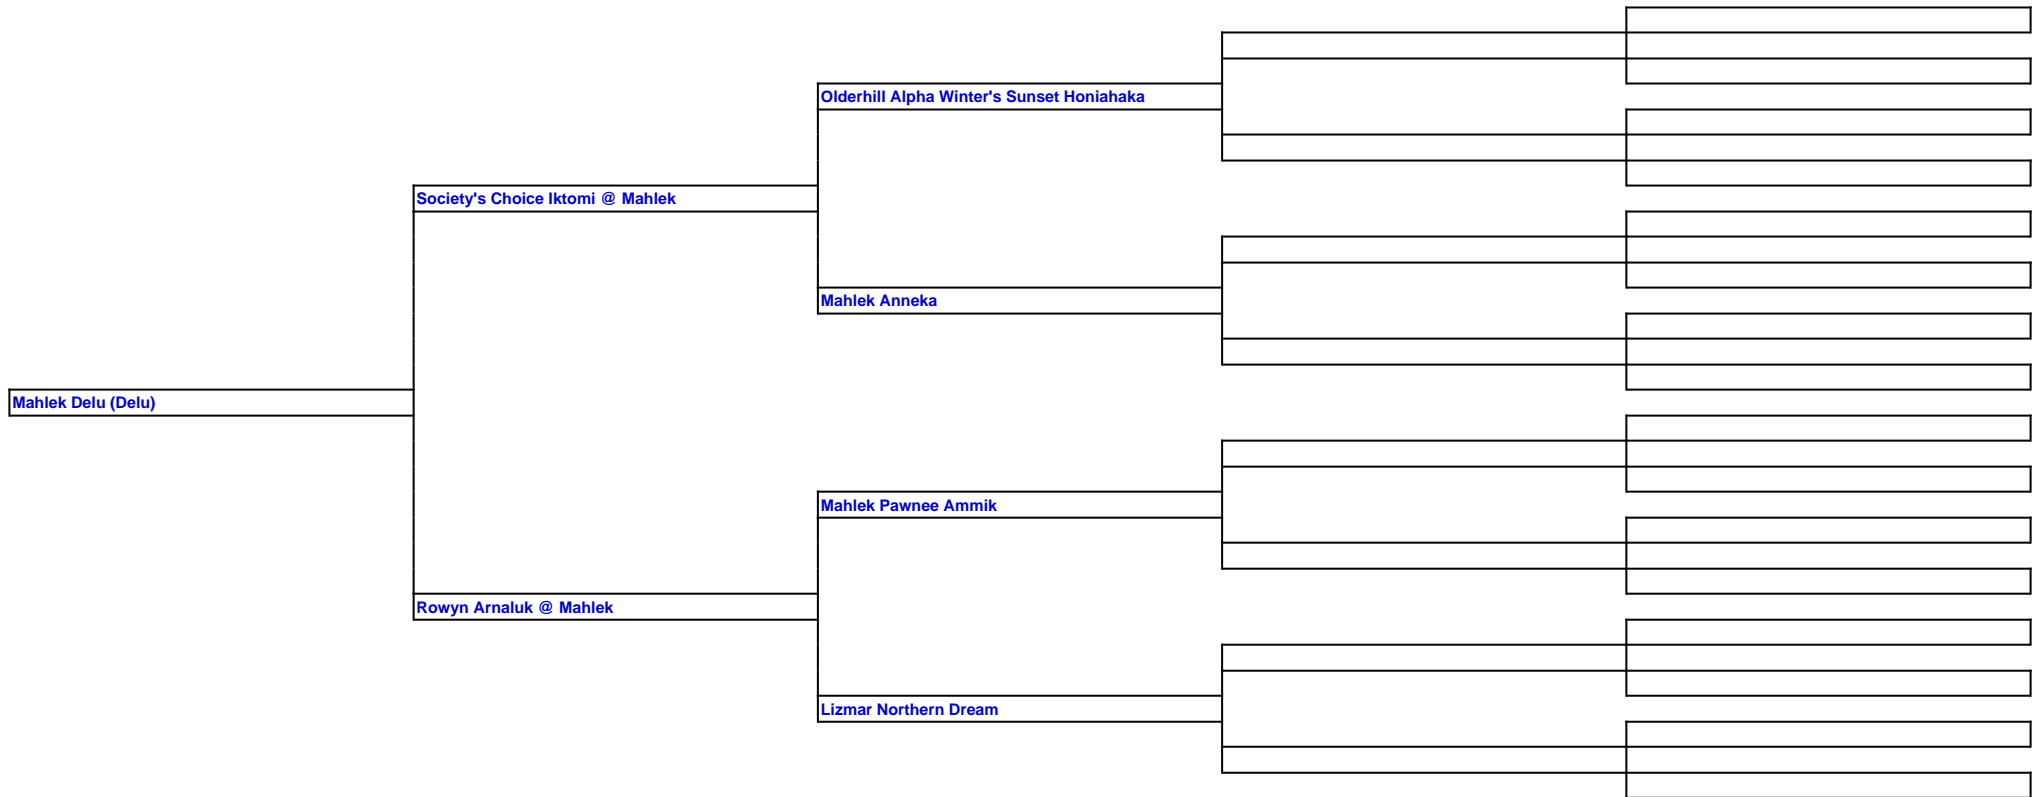 Olderhill Alpha Winter's Sunset Honiahaka
Society's Choice Iktomi @ Mahlek
Mahlek Anneka
Mahlek Delu (Delu)
Mahlek Pawnee Ammik
Rowyn Arnaluk @ Mahlek
Lizmar Northern Dream